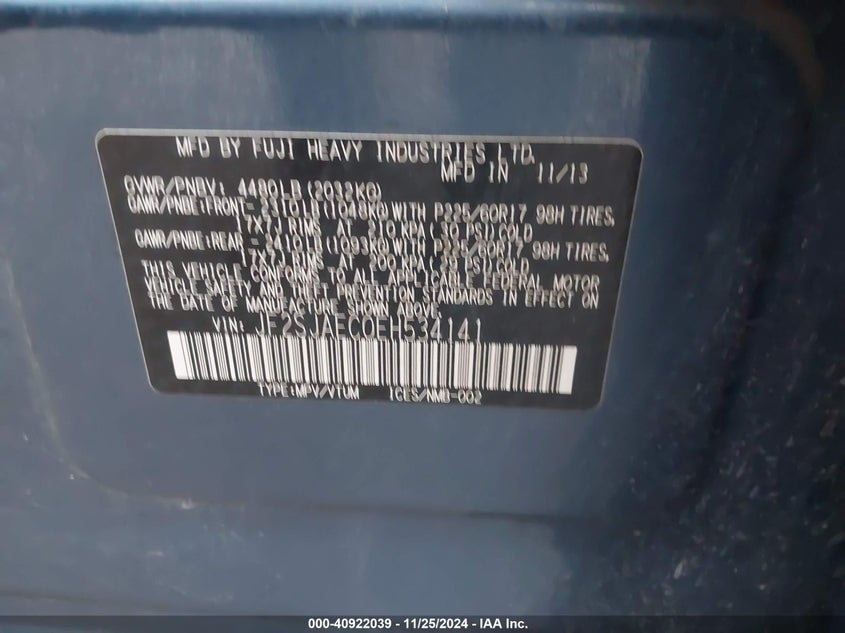 MFD BY FUJI HEAVY INDUSTRIES,LTD.
MFD IN 11/13
GVWR/PNBV: 4480LB (2032KG)
GAWR/PNBE:FRONT- 2310LB (1048KG) WITH P225/60R17 98H TIRES,
17X7J RIMS AT 210 KPA( 30 PSI)COLD
GAWR/PNBE:REAR - 2410LB (1093KG) WITH P225/60R17 98H TIRES,
17X7J RIMS AT 200 KPA( 29 PSI)COLD
THIS VEHICLE CONFORMS TO ALL APPLICABLE FEDERAL MOTOR
VEHICLE SAFETY AND THEFT PREVENTION STANDARDS IN EFFECT ON
THE DATE OF MANUFACTURE SHOWN ABOVE.
VIN: JF2SJAEC0EH534141
TYPE:MPV/VTUM ICES/NMB-002
000-40922039 - 11/25/2024 - IAA Inc.